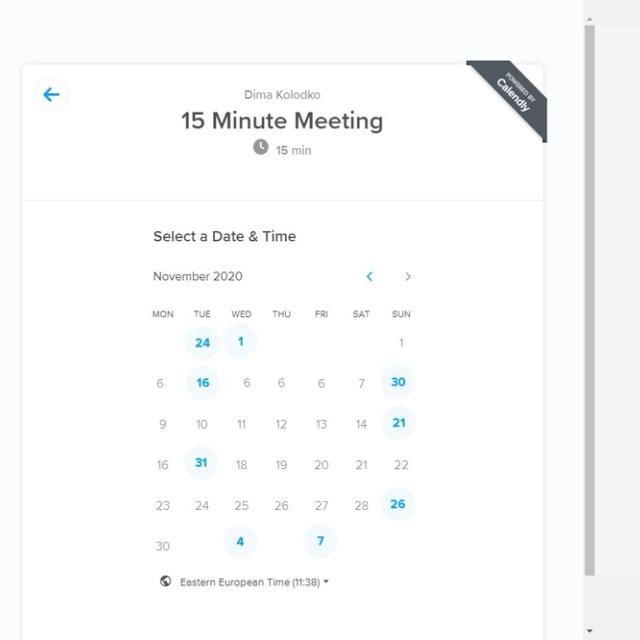 POWERED BY
Calendly
Dima Kolodko
15 Minute Meeting
15 min
Select a Date & Time
November 2020
MON TUE WED THU FRI SAT SUN
24 1 1
6 16 6 6 6 7 30
9 10 11 12 13 14 21
16 31 18 19 20 21 22
23 24 25 26 27 28 26
30 4 7
Eastern European Time (11:38)